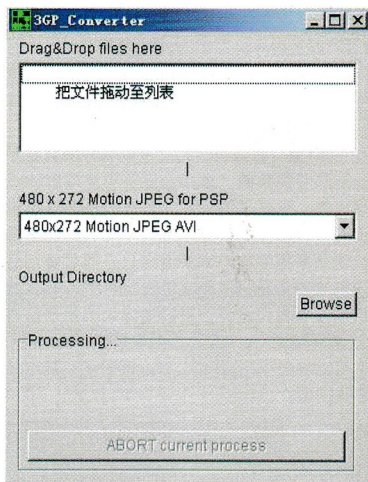 3GP_Converter
Drag&Drop files here
把文件拖动至列表
480 x 272 Motion JPEG for PSP
480x272 Motion JPEG AVI
Output Directory
Browse
Processing...
ABORT current process